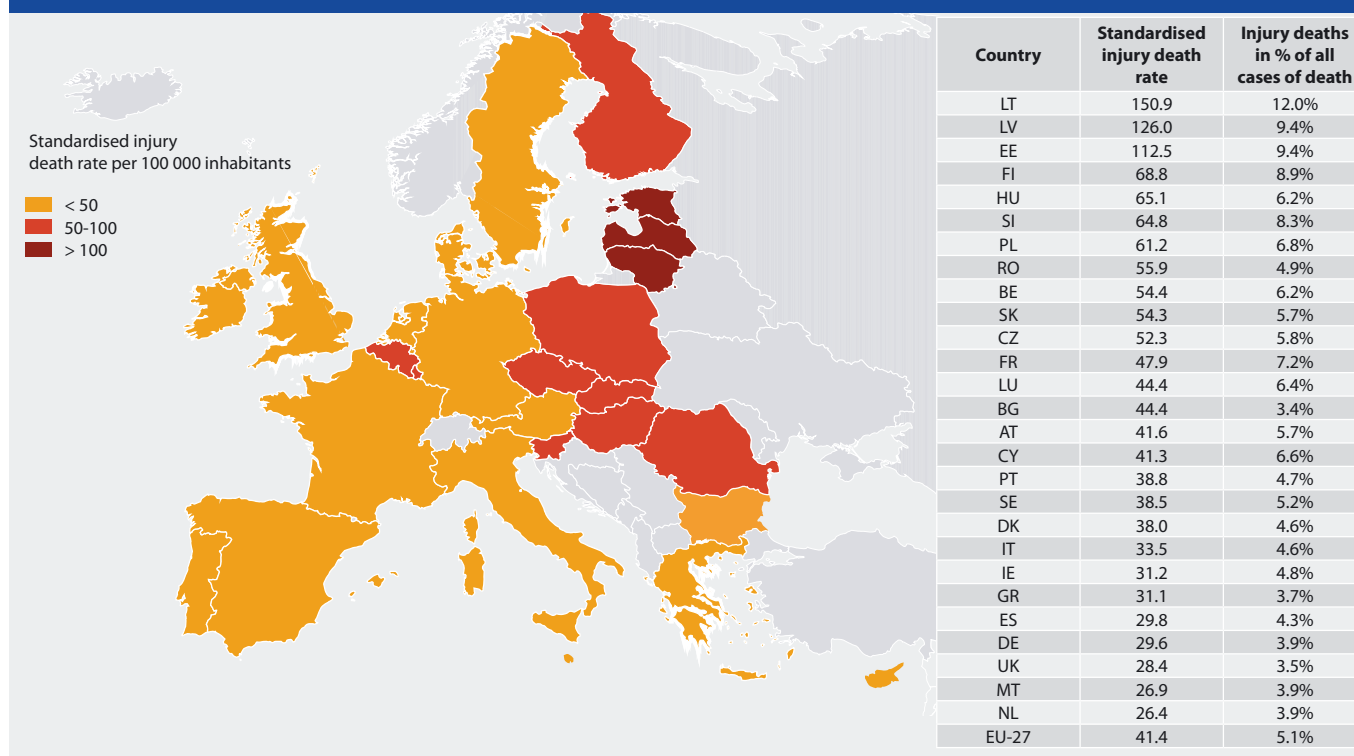 Standardised injury
death rate per 100 000 inhabitants
< 50
50-100
> 100
Country Standardised injury death rate Injury deaths in % of all cases of death
LT 150.9 12.0%
LV 126.0 9.4%
EE 112.5 9.4%
FI 68.8 8.9%
HU 65.1 6.2%
SI 64.8 8.3%
PL 61.2 6.8%
RO 55.9 4.9%
BE 54.4 6.2%
SK 54.3 5.7%
CZ 52.3 5.8%
FR 47.9 7.2%
LU 44.4 6.4%
BG 44.4 3.4%
AT 41.6 5.7%
CY 41.3 6.6%
PT 38.8 4.7%
SE 38.5 5.2%
DK 38.0 4.6%
IT 33.5 4.6%
IE 31.2 4.8%
GR 31.1 3.7%
ES 29.8 4.3%
DE 29.6 3.9%
UK 28.4 3.5%
MT 26.9 3.9%
NL 26.4 3.9%
EU-27 41.4 5.1%